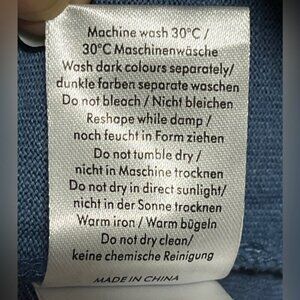 Machine wash 30°C /
30°C Maschinenwäsche
Wash dark colours separately/
dunkle farben separate waschen
Do not bleach / Nicht bleichen
Reshape while damp /
noch feucht in Form ziehen
Do not tumble dry /
nicht in Maschine trocknen
Do not dry in direct sunlight/
nicht in der Sonne trocknen
Warm iron / Warm bügeln
Do not dry clean/
keine chemische Reinigung
MADE IN CHINA